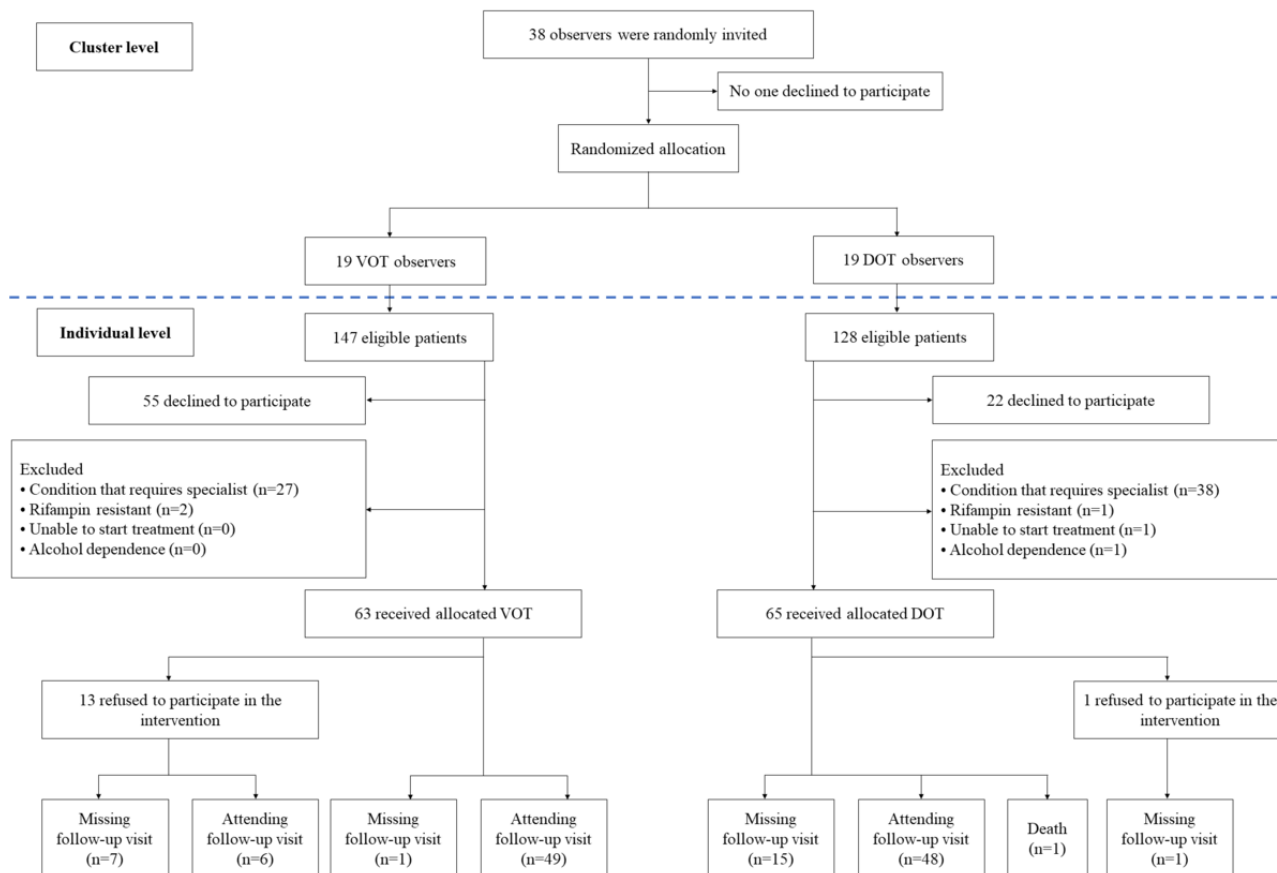 Cluster level
38 observers were randomly invited
No one declined to participate
Randomized allocation
19 VOT observers
19 DOT observers
Individual level
147 eligible patients
128 eligible patients
55 declined to participate
22 declined to participate
Excluded
• Condition that requires specialist (n=27)
• Rifampin resistant (n=2)
• Unable to start treatment (n=0)
• Alcohol dependence (n=0)
Excluded
• Condition that requires specialist (n=38)
• Rifampin resistant (n=1)
• Unable to start treatment (n=1)
• Alcohol dependence (n=1)
63 received allocated VOT
65 received allocated DOT
13 refused to participate in the
intervention
1 refused to participate in the
intervention
Missing
follow-up visit
(n=7)
Attending
follow-up visit
(n=6)
Missing
follow-up visit
(n=1)
Attending
follow-up visit
(n=49)
Missing
follow-up visit
(n=15)
Attending
follow-up visit
(n=48)
Death
(n=1)
Missing
follow-up visit
(n=1)